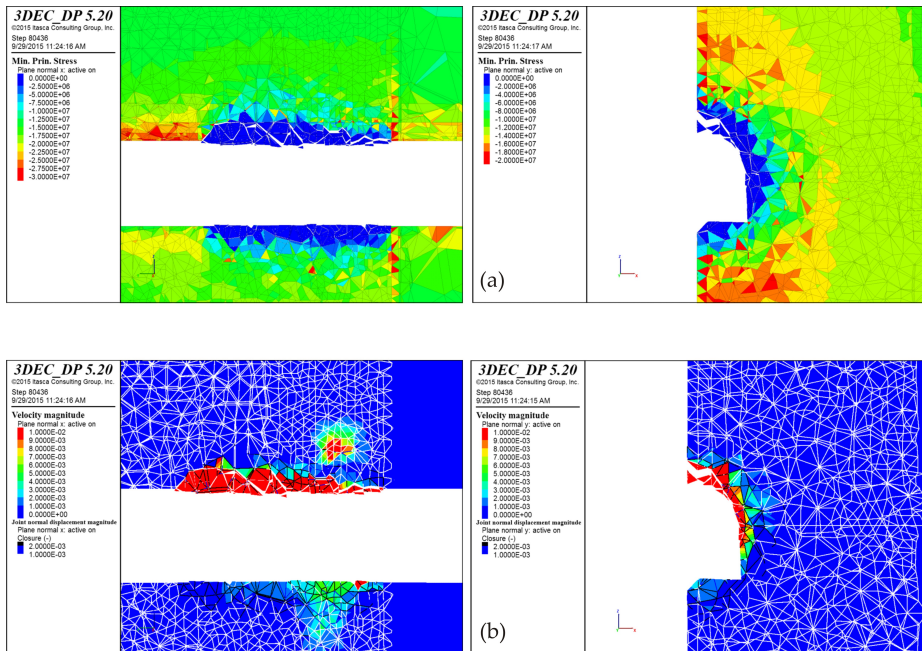 3DEC_DP 5.20
©2015 Itasca Consulting Group, Inc.
Step 80436
9/29/2015 11:24:16 AM
Min. Prin. Stress
Plane normal x: active on
0.0000E+00
-2.5000E+06
-5.0000E+06
-7.5000E+06
-1.0000E+07
-1.2500E+07
-1.5000E+07
-1.7500E+07
-2.0000E+07
-2.2500E+07
-2.5000E+07
-2.7500E+07
-3.0000E+07
3DEC_DP 5.20
©2015 Itasca Consulting Group, Inc.
Step 80436
9/29/2015 11:24:17 AM
Min. Prin. Stress
Plane normal y: active on
0.0000E+00
-2.0000E+06
-4.0000E+06
-6.0000E+06
-8.0000E+06
-1.0000E+07
-1.2000E+07
-1.4000E+07
-1.6000E+07
-1.8000E+07
-2.0000E+07
(a)
3DEC_DP 5.20
©2015 Itasca Consulting Group, Inc.
Step 80436
9/29/2015 11:24:16 AM
Velocity magnitude
Plane normal x: active on
1.0000E-02
9.0000E-03
8.0000E-03
7.0000E-03
6.0000E-03
5.0000E-03
4.0000E-03
3.0000E-03
2.0000E-03
1.0000E-03
0.0000E+00
Joint normal displacement magnitude
Plane normal x: active on
Closure (-)
2.0000E-03
1.0000E-03
3DEC_DP 5.20
©2015 Itasca Consulting Group, Inc.
Step 80436
9/29/2015 11:24:15 AM
Velocity magnitude
Plane normal y: active on
1.0000E-02
9.0000E-03
8.0000E-03
7.0000E-03
6.0000E-03
5.0000E-03
4.0000E-03
3.0000E-03
2.0000E-03
1.0000E-03
0.0000E+00
Joint normal displacement magnitude
Plane normal y: active on
Closure (-)
2.0000E-03
1.0000E-03
(b)